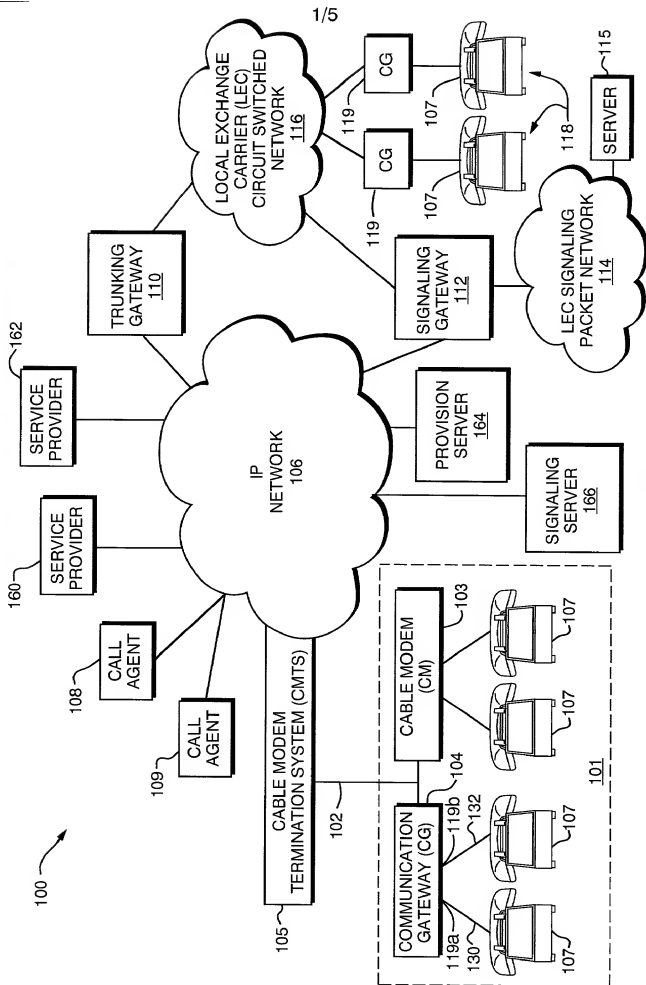 1/5
100
SERVICE
PROVIDER
162
SERVICE
PROVIDER
160
CALL
AGENT
108
CALL
AGENT
109
TRUNKING
GATEWAY
110
LOCAL EXCHANGE
CARRIER (LEC)
CIRCUIT SWITCHED
NETWORK
116
CG
119
107
CG
119
107
118
SERVER
115
IP
NETWORK
106
SIGNALING
GATEWAY
112
LEC SIGNALING
PACKET NETWORK
114
PROVISION
SERVER
164
SIGNALING
SERVER
166
CABLE MODEM
TERMINATION SYSTEM (CMTS)
105
102
COMMUNICATION
GATEWAY (CG)
104
CABLE MODEM
(CM)
103
119a
119b
130
132
107
107
107
107
101